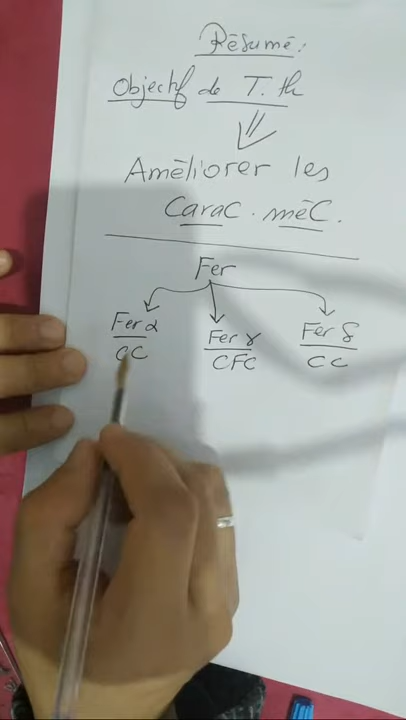 Résumé:
Objectif de T. th
Améliorer les
Carac. méc.
Fer
Fer α Fer γ Fer δ
CC CFC CC